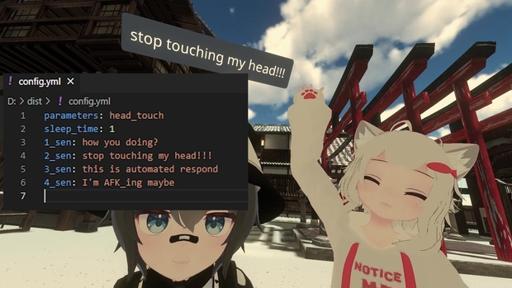 stop touching my head!!!
config.yml
D: > dist > config.yml
1 parameters: head_touch
2 sleep_time: 1
3 1_sen: how you doing?
4 2_sen: stop touching my head!!!
5 3_sen: this is automated respond
6 4_sen: I'm AFK_ing maybe
7
NOTICE
ME